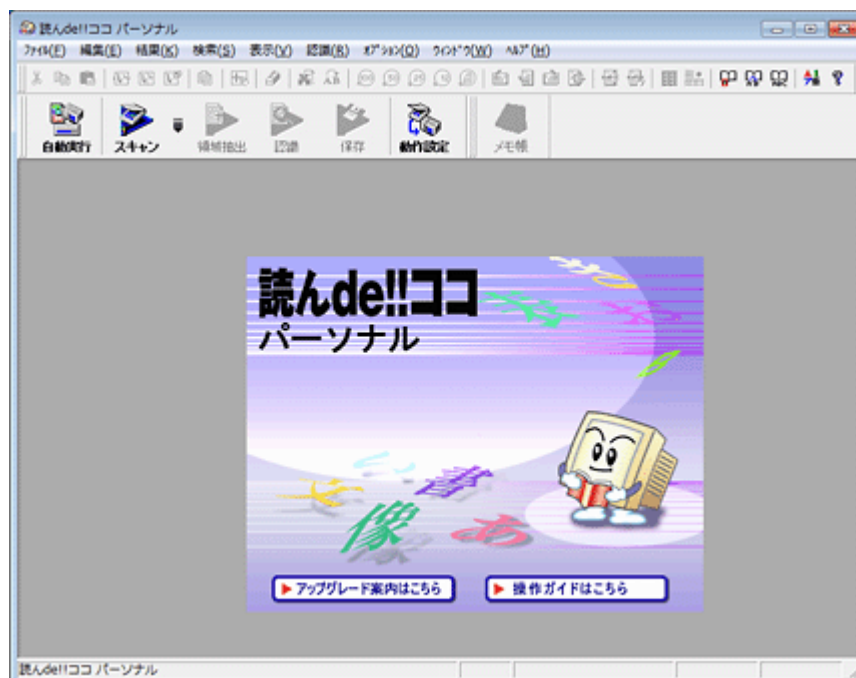 読んde!!ココ パーソナル
ファイル(F) 編集(E) 結果(K) 検索(S) 表示(V) 認識(R) オプション(O) ウィンドウ(W) ヘルプ(H)
自動実行 スキャン 領域抽出 認識 保存 動作設定 メモ帳
読んde!!ココ
パーソナル
書
像
あ
アップグレード案内はこちら 操作ガイドはこちら
読んde!!ココ パーソナル